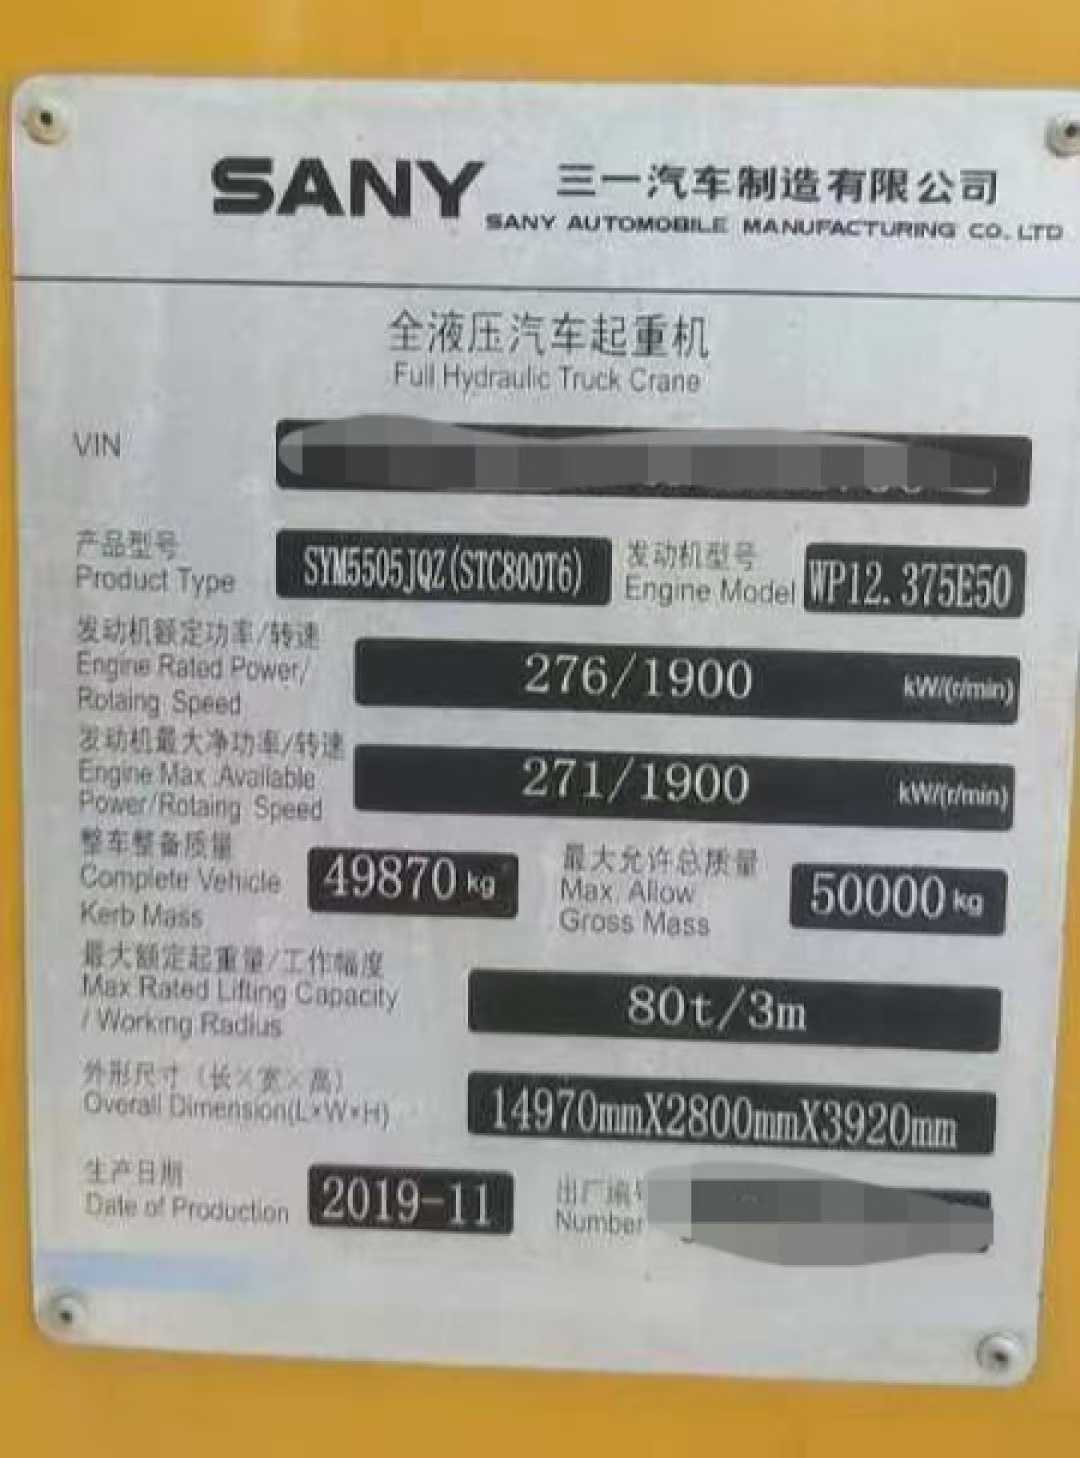 SANY 三一汽车制造有限公司
SANY AUTOMOBILE MANUFACTURING CO., LTD
全液压汽车起重机
Full Hydraulic Truck Crane
VIN
产品型号
Product Type
SYM5505JQZ(STC800T6)
发动机型号
Engine Model
WP12.375E50
发动机额定功率/转速
Engine Rated Power/
Rotaing Speed
276/1900 kW/(r/min)
发动机最大净功率/转速
Engine Max .Available
Power/Rotaing Speed
271/1900 kW/(r/min)
整车整备质量
Complete Vehicle
Kerb Mass
49870 kg
最大允许总质量
Max. Allow
Gross Mass
50000 kg
最大额定起重量/工作幅度
Max Rated Lifting Capacity
/ Working Radius
80t/3m
外形尺寸（长×宽×高）
Overall Dimension(L×W×H)
14970mmX2800mmX3920mm
生产日期
Date of Production
2019-11
出厂编号
Number